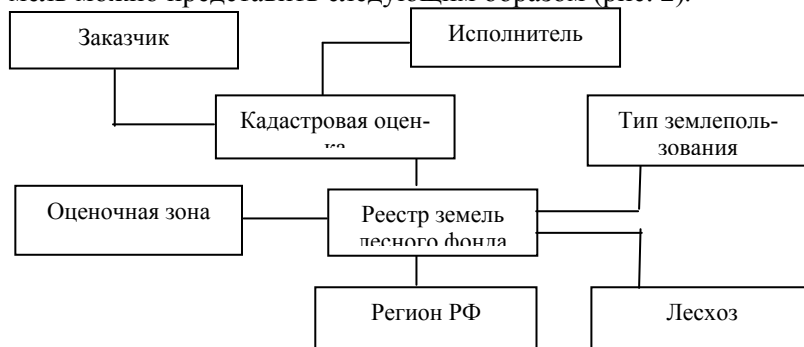 мель можно представить следующим образом (рис. 2).
Заказчик
Исполнитель
Кадастровая оцен-
ка
Тип землеполь-
зования
Оценочная зона
Реестр земель
лесного фонда
Регион РФ
Лесхоз